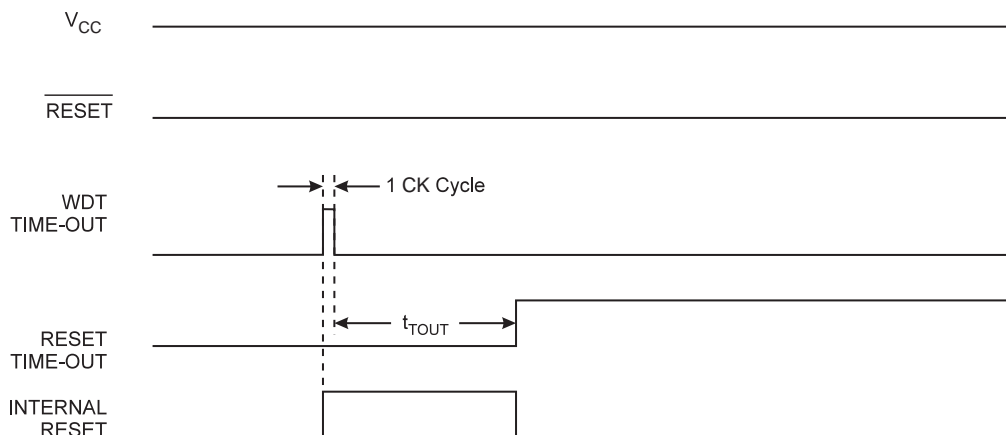 VCC
RESET
1 CK Cycle
WDT
TIME-OUT
tTOUT
RESET
TIME-OUT
INTERNAL
RESET